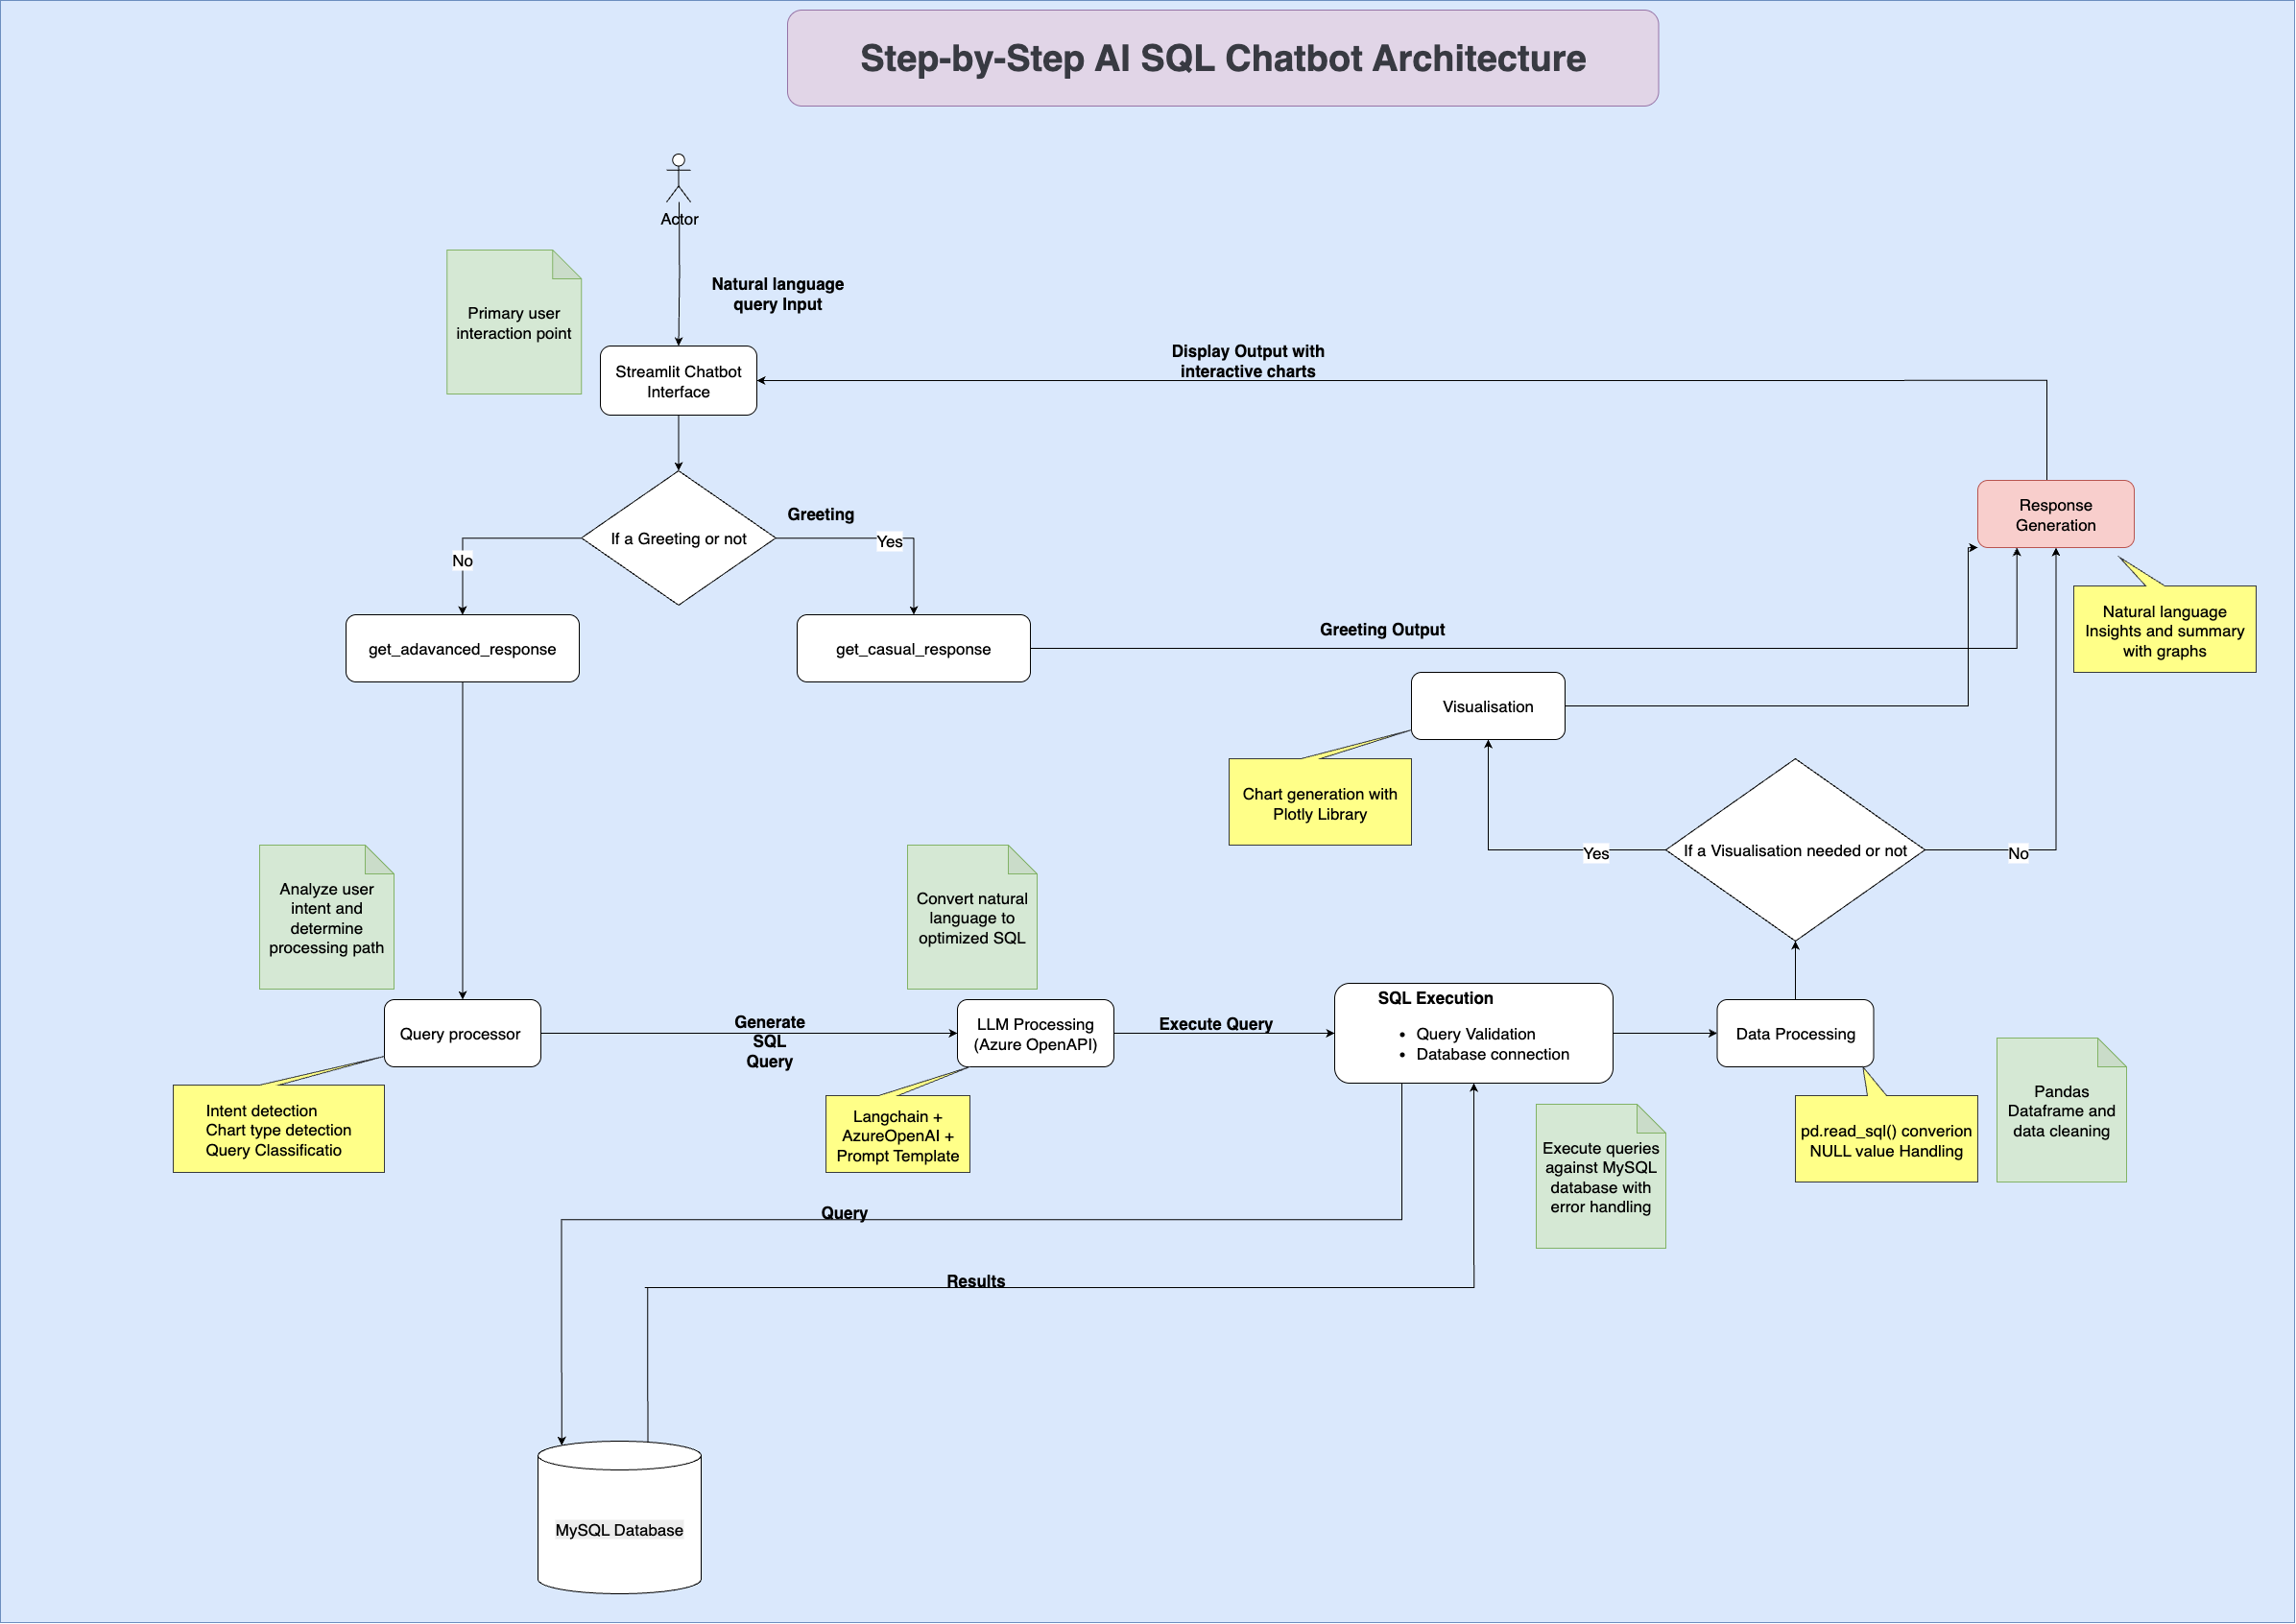 Step-by-Step AI SQL Chatbot Architecture
Actor
Natural language
query Input
Primary user
interaction point
Streamlit Chatbot
Interface
Display Output with
interactive charts
If a Greeting or not
Greeting
Yes
No
Response
Generation
get_adavanced_response
get_casual_response
Greeting Output
Natural language
Insights and summary
with graphs
Visualisation
Chart generation with
Plotly Library
If a Visualisation needed or not
Yes
No
Analyze user
intent and
determine
processing path
Convert natural
language to
optimized SQL
Query processor
Generate
SQL
Query
LLM Processing
(Azure OpenAPI)
Execute Query
SQL Execution
• Query Validation
• Database connection
Data Processing
Intent detection
Chart type detection
Query Classificatio
Langchain +
AzureOpenAI +
Prompt Template
Execute queries
against MySQL
database with
error handling
pd.read_sql() converion
NULL value Handling
Pandas
Dataframe and
data cleaning
Query
Results
MySQL Database